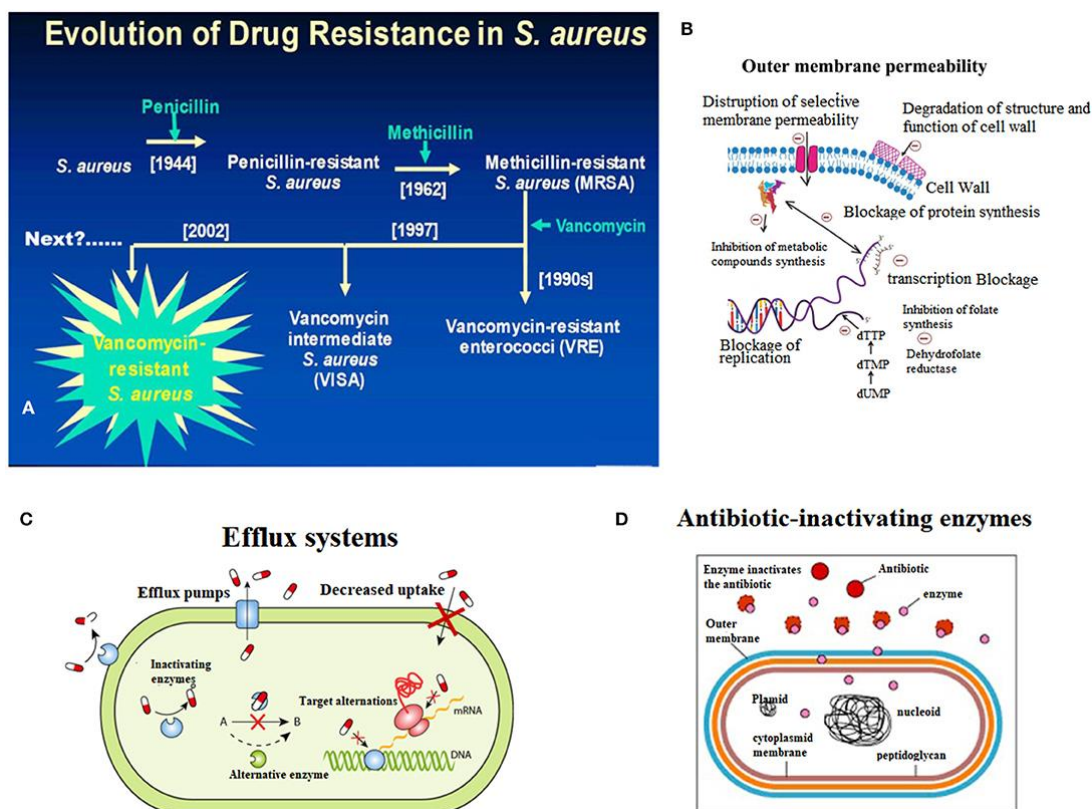 Evolution of Drug Resistance in S. aureus
Penicillin
S. aureus
[1944]
Penicillin-resistant
S. aureus
Methicillin
[1962]
Methicillin-resistant
S. aureus (MRSA)
Vancomycin
[1990s]
[1997]
[2002]
Next?......
Vancomycin-resistant
enterococci (VRE)
Vancomycin
intermediate
S. aureus
(VISA)
Vancomycin-
resistant
S. aureus
A
B
Outer membrane permeability
Distruption of selective
membrane permeability
Degradation of structure and
function of cell wall
Cell Wall
Blockage of protein synthesis
Inhibition of metabolic
compounds synthesis
transcription Blockage
Blockage of
replication
Inhibition of folate
synthesis
Dehydrofolate
reductase
5'
3'
5'
dTTP
dTMP
dUMP
C
Efflux systems
Efflux pumps
Decreased uptake
Inactivating
enzymes
A
B
Alternative enzyme
Target alternations
mRNA
DNA
D
Antibiotic-inactivating enzymes
Enzyme inactivates
the antibiotic
Antibiotic
enzyme
Outer
membrane
Plamid
nucleoid
cytoplasmid
membrane
peptidoglycan